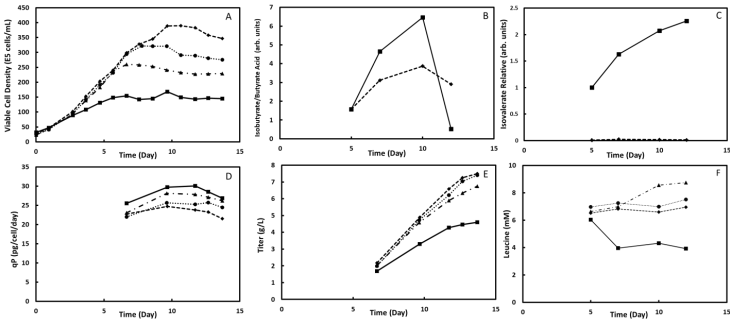 A
Viable Cell Density (E5 cells/mL)
450
400
350
300
250
200
150
100
50
0
0 5 10 15
Time (Day)
B
Isobutyrate/Butyrate Acid (arb. units)
7
6
5
4
3
2
1
0
0 5 10 15
Time (Day)
C
Isovalerate Relative (arb. units)
2.5
2
1.5
1
0.5
0
0 5 10 15
Time (Day)
D
qP (pg/cell/day)
35
30
25
20
15
10
5
0
0 5 10 15
Time (Day)
E
Titer (g/L)
8
7
6
5
4
3
2
1
0
0 5 10 15
Time (Day)
F
Leucine (mM)
10
8
6
4
2
0
0 5 10 15
Time (Day)